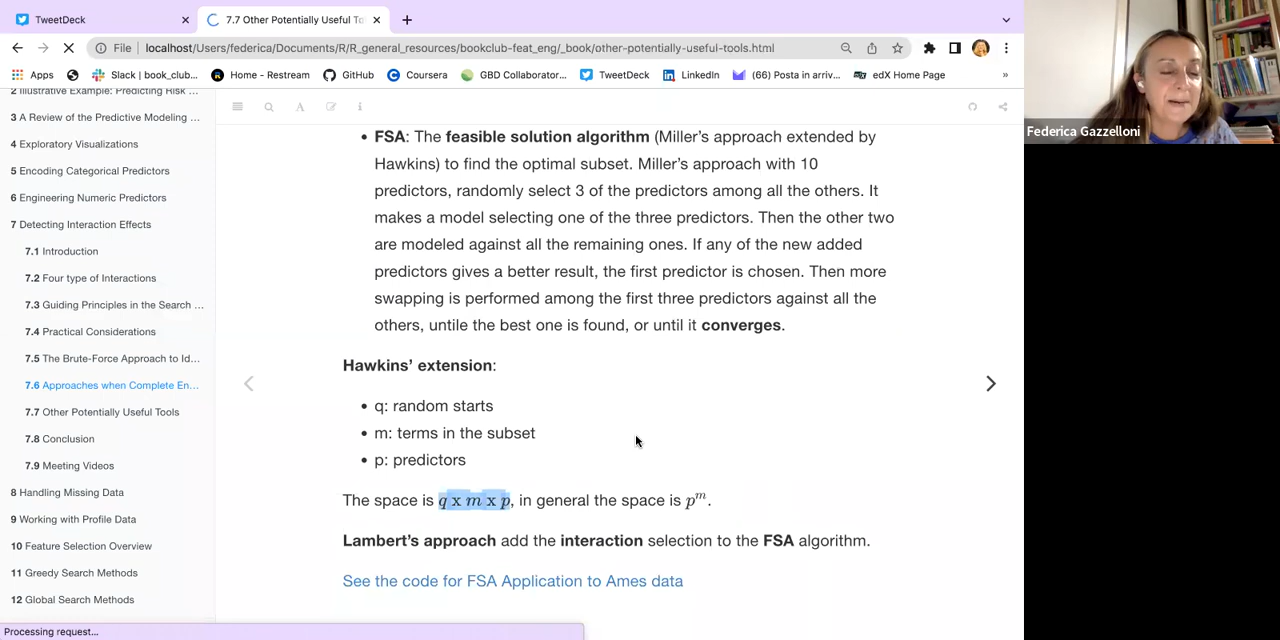 TweetDeck
7.7 Other Potentially Useful To
File
localhost/Users/federica/Documents/R/R_general_resources/bookclub-feat_eng/_book/other-potentially-useful-tools.html
Apps
Slack | book_club...
Home - Restream
GitHub
Coursera
GBD Collaborator...
TweetDeck
LinkedIn
(66) Posta in arriv...
edX Home Page
»
2 Illustrative Example: Predicting Risk ...
3 A Review of the Predictive Modeling ...
4 Exploratory Visualizations
5 Encoding Categorical Predictors
6 Engineering Numeric Predictors
7 Detecting Interaction Effects
7.1 Introduction
7.2 Four type of Interactions
7.3 Guiding Principles in the Search ...
7.4 Practical Considerations
7.5 The Brute-Force Approach to Id...
7.6 Approaches when Complete En...
7.7 Other Potentially Useful Tools
7.8 Conclusion
7.9 Meeting Videos
8 Handling Missing Data
9 Working with Profile Data
10 Feature Selection Overview
11 Greedy Search Methods
12 Global Search Methods
Processing request...
• FSA: The feasible solution algorithm (Miller's approach extended by
Hawkins) to find the optimal subset. Miller's approach with 10
predictors, randomly select 3 of the predictors among all the others. It
makes a model selecting one of the three predictors. Then the other two
are modeled against all the remaining ones. If any of the new added
predictors gives a better result, the first predictor is chosen. Then more
swapping is performed among the first three predictors against all the
others, untile the best one is found, or until it converges.
Hawkins' extension:
• q: random starts
• m: terms in the subset
• p: predictors
The space is q x m x p, in general the space is p^m.
Lambert's approach add the interaction selection to the FSA algorithm.
See the code for FSA Application to Ames data
Federica Gazzelloni